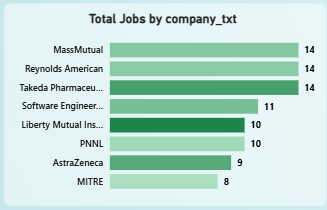 Total Jobs by company_txt
MassMutual 14
Reynolds American 14
Takeda Pharmaceu... 14
Software Engineer... 11
Liberty Mutual Ins... 10
PNNL 10
AstraZeneca 9
MITRE 8